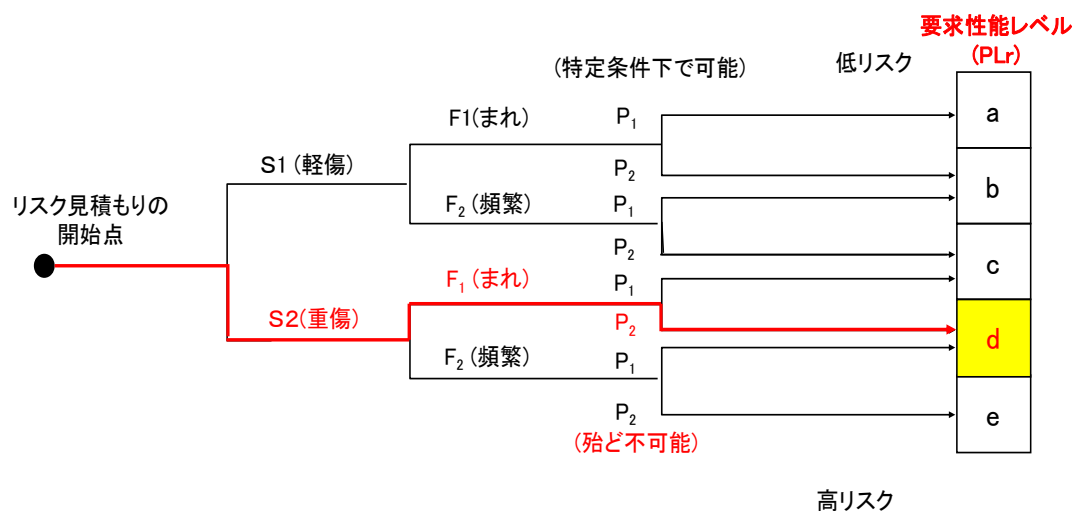 要求性能レベル
(PLr)
(特定条件下で可能)
低リスク
F1(まれ)
P₁
a
S1 (軽傷)
P₂
b
リスク見積もりの
開始点
F₂ (頻繁)
P₁
P₂
c
F₁ (まれ)
P₁
S2(重傷)
P₂
d
F₂ (頻繁)
P₁
P₂
e
(殆ど不可能)
高リスク